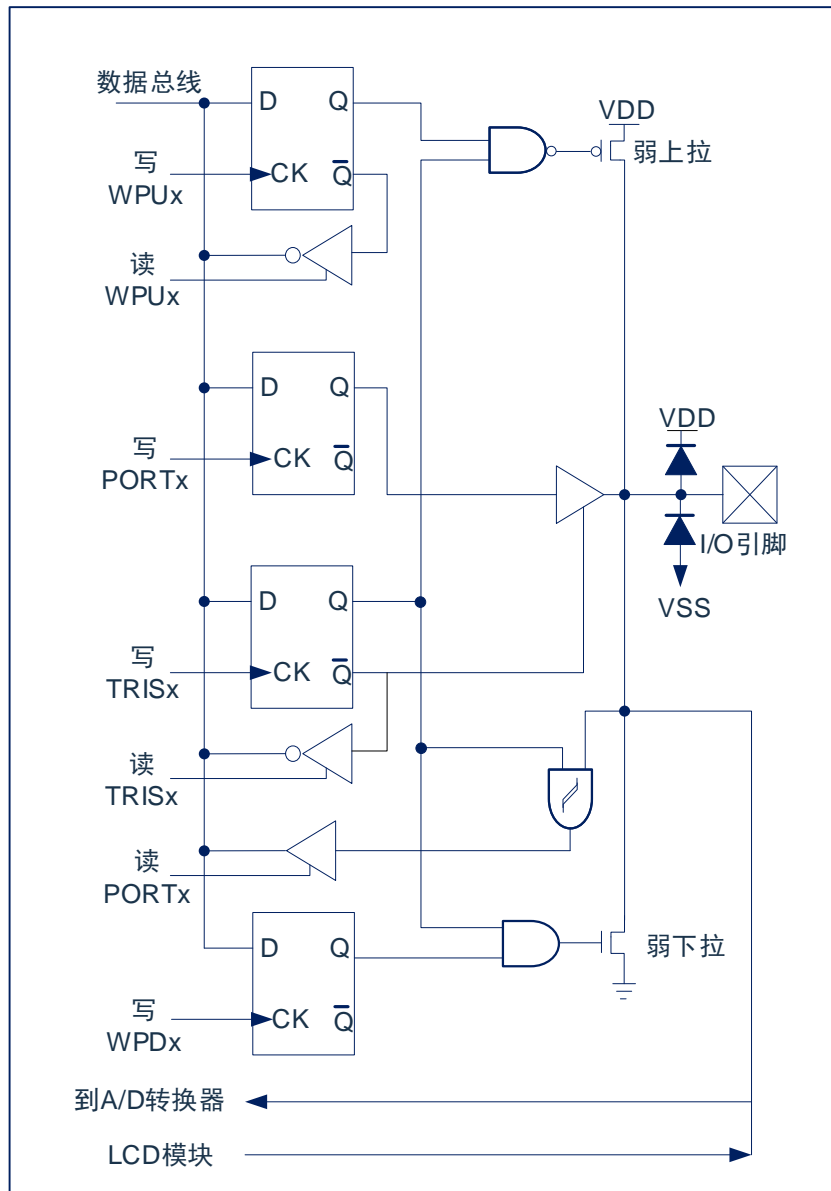 数据总线
D
Q
写
WPUx
CK
Q
VDD
弱上拉
读
WPUx
D
Q
写
PORTx
CK
Q
VDD
I/O引脚
VSS
D
Q
写
TRISx
CK
Q
读
TRISx
读
PORTx
D
Q
弱下拉
写
WPDx
CK
Q
到A/D转换器
LCD模块